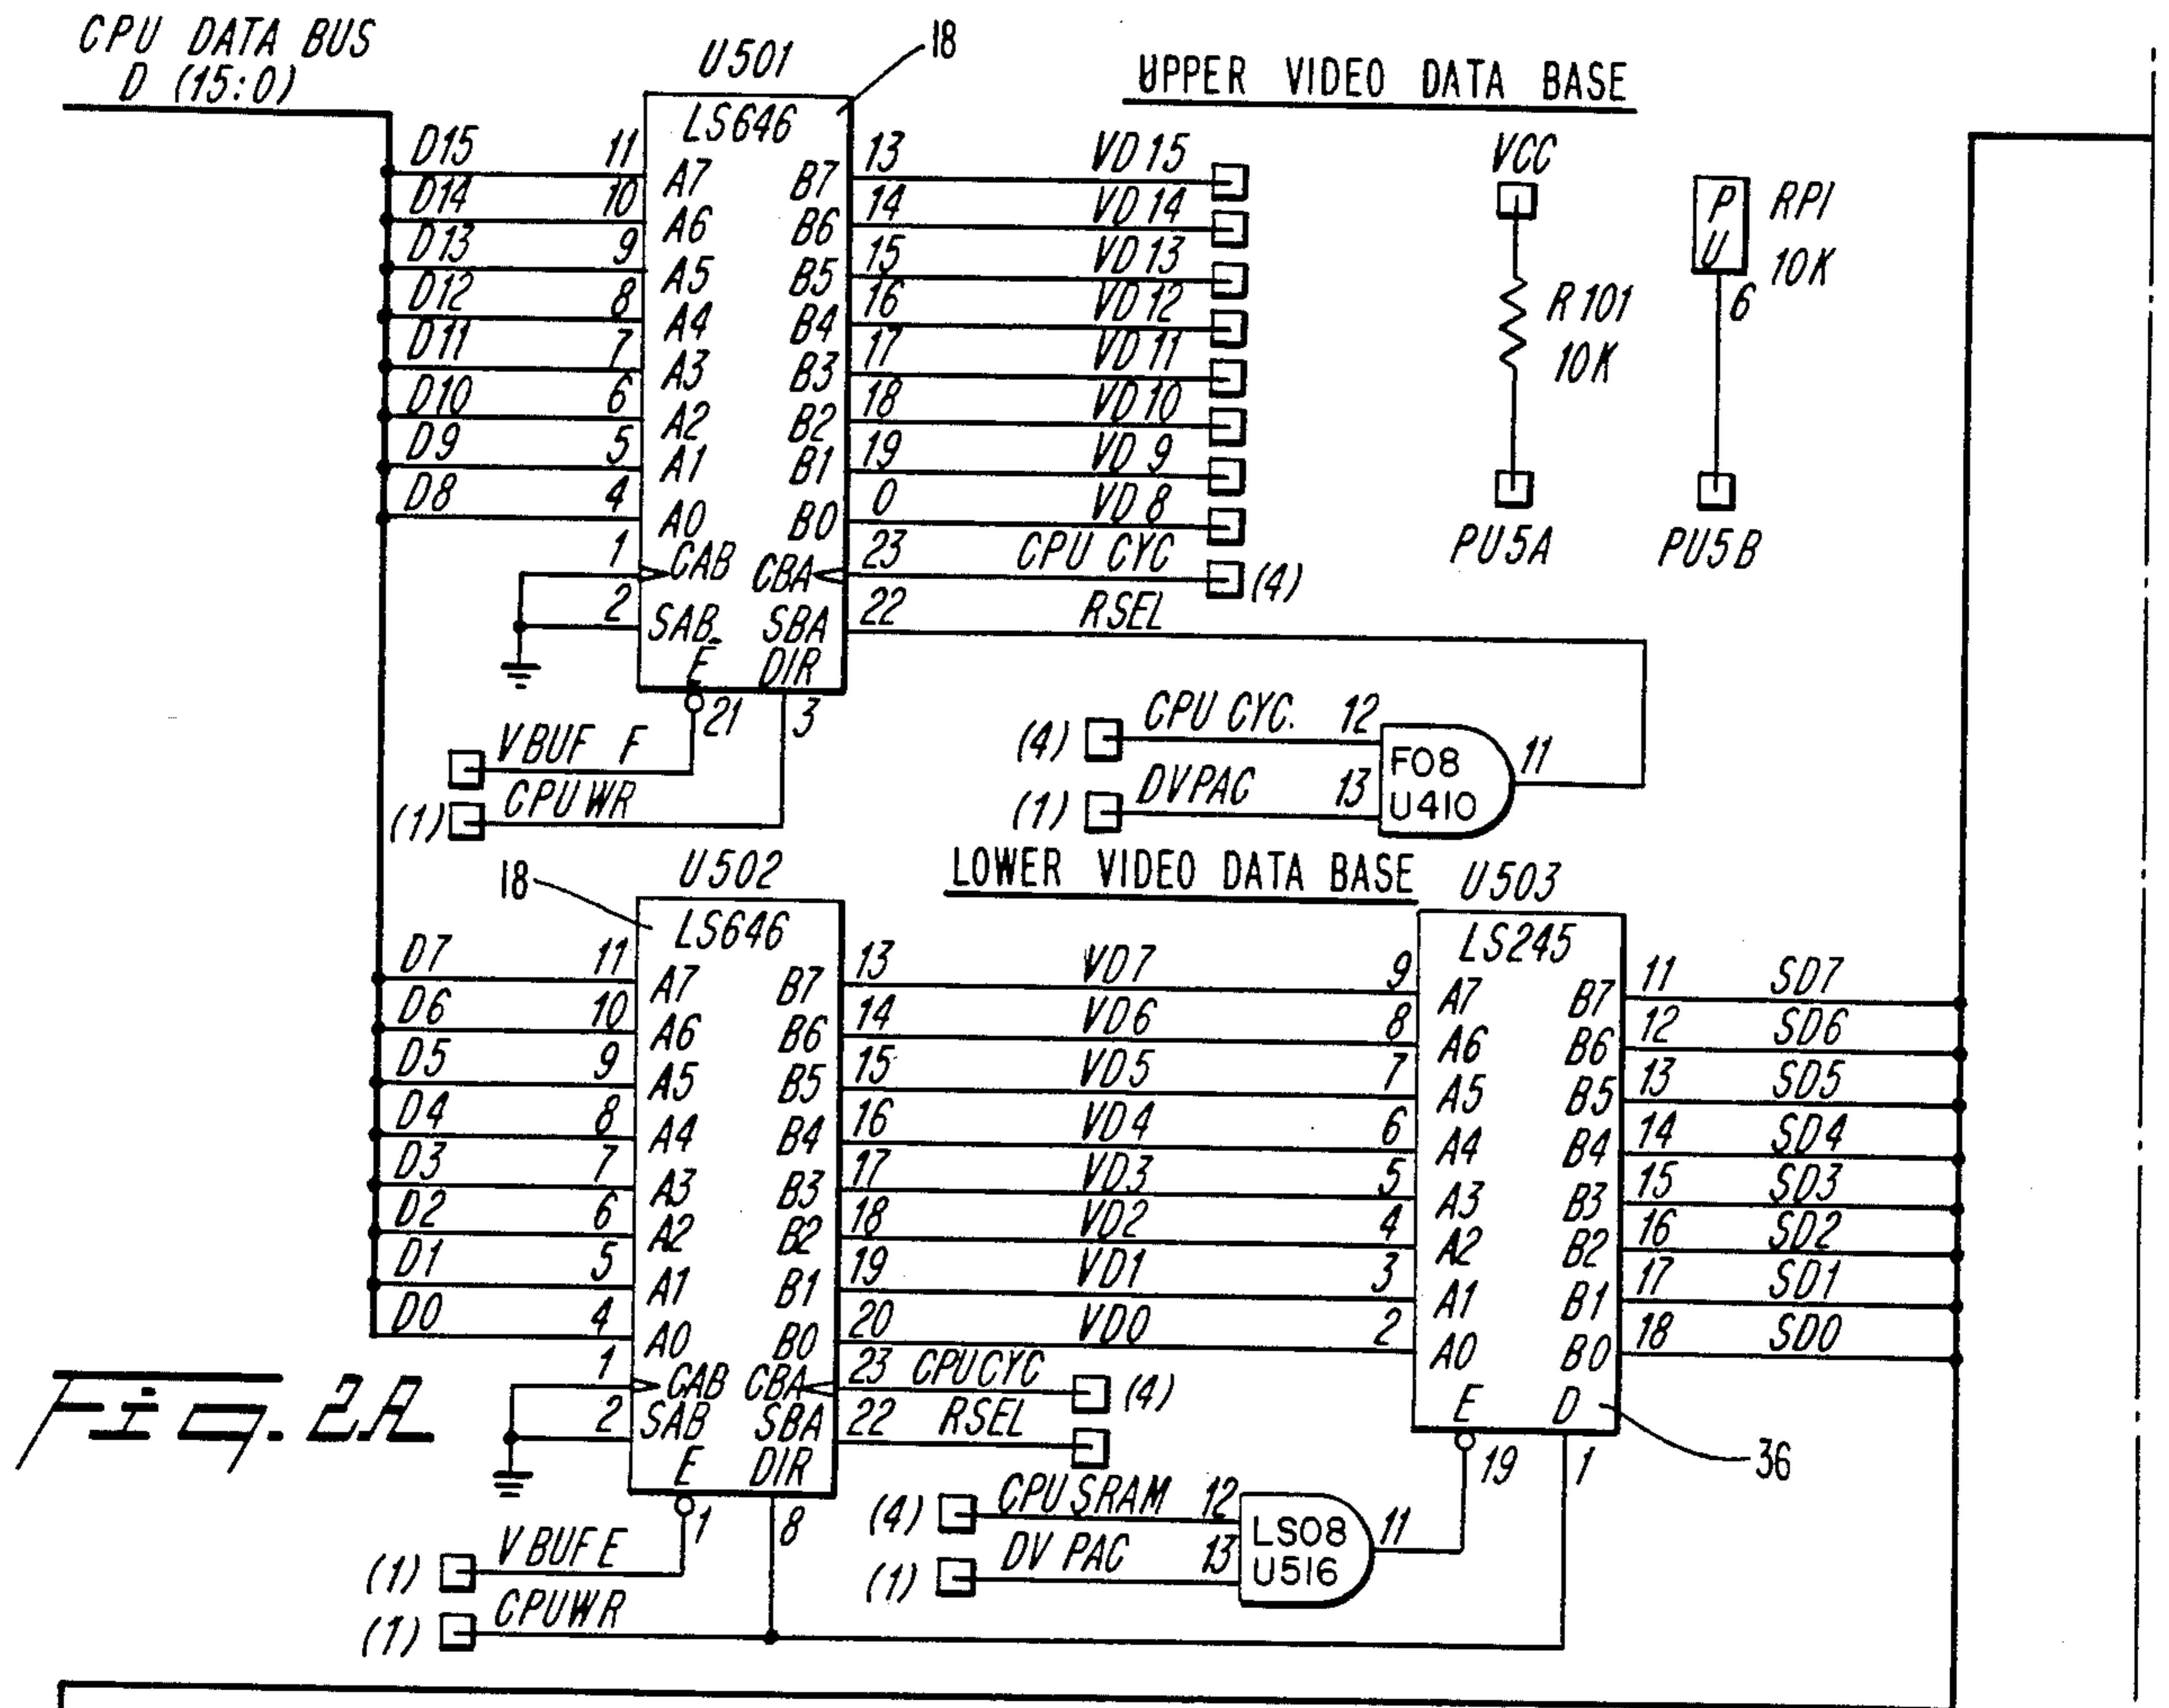 CPU DATA BUS
D (15:0)
U501
18
UPPER VIDEO DATA BASE
LS646
D15 11 A7 B7 13 VD15
D14 10 A6 B6 14 VD14
D13 9 A5 B5 15 VD13
D12 8 A4 B4 16 VD12
D11 7 A3 B3 17 VD11
D10 6 A2 B2 18 VD10
D9 5 A1 B1 19 VD9
D8 4 A0 B0 0 VD8
1 CAB CBA 23 CPU CYC (4)
2 SAB SBA 22 RSEL
E DIR
21 3
VBUF F
(1) CPUWR
VCC
R101
10K
PU5A
PU
RP1
10K
6
PU5B
(4) CPU CYC. 12
(1) DVPAC 13
F08
U410
11
LOWER VIDEO DATA BASE
18
U502
LS646
U503
LS245
D7 11 A7 B7 13 VD7 9 A7 B7 11 SD7
D6 10 A6 B6 14 VD6 8 A6 B6 12 SD6
D5 9 A5 B5 15 VD5 7 A5 B5 13 SD5
D4 8 A4 B4 16 VD4 6 A4 B4 14 SD4
D3 7 A3 B3 17 VD3 5 A3 B3 15 SD3
D2 6 A2 B2 18 VD2 4 A2 B2 16 SD2
D1 5 A1 B1 19 VD1 3 A1 B1 17 SD1
D0 4 A0 B0 20 VD0 2 A0 B0 18 SD0
1 CAB CBA 23 CPUCYC (4)
2 SAB SBA 22 RSEL
E DIR
1 8
E D
19 1
36
(4) CPUSRAM 12
(1) DV PAC 13
LS08
U516
11
(1) VBUFE
(1) CPUWR
Fig. 2A